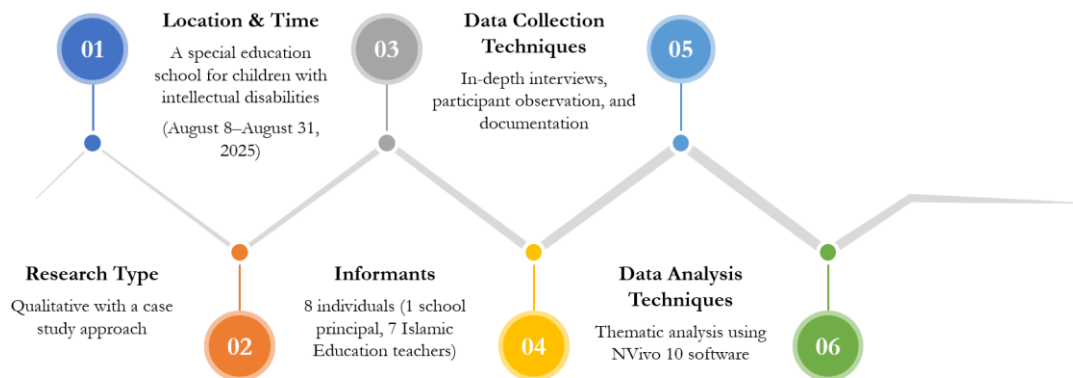 01
Location & Time
A special education
school for children with
intellectual disabilities
(August 8–August 31,
2025)
03
Data Collection
Techniques
In-depth interviews,
participant observation, and
documentation
05
Research Type
Qualitative with a case
study approach
02
Informants
8 individuals (1 school
principal, 7 Islamic
Education teachers)
04
Data Analysis
Techniques
Thematic analysis using
NVivo 10 software
06